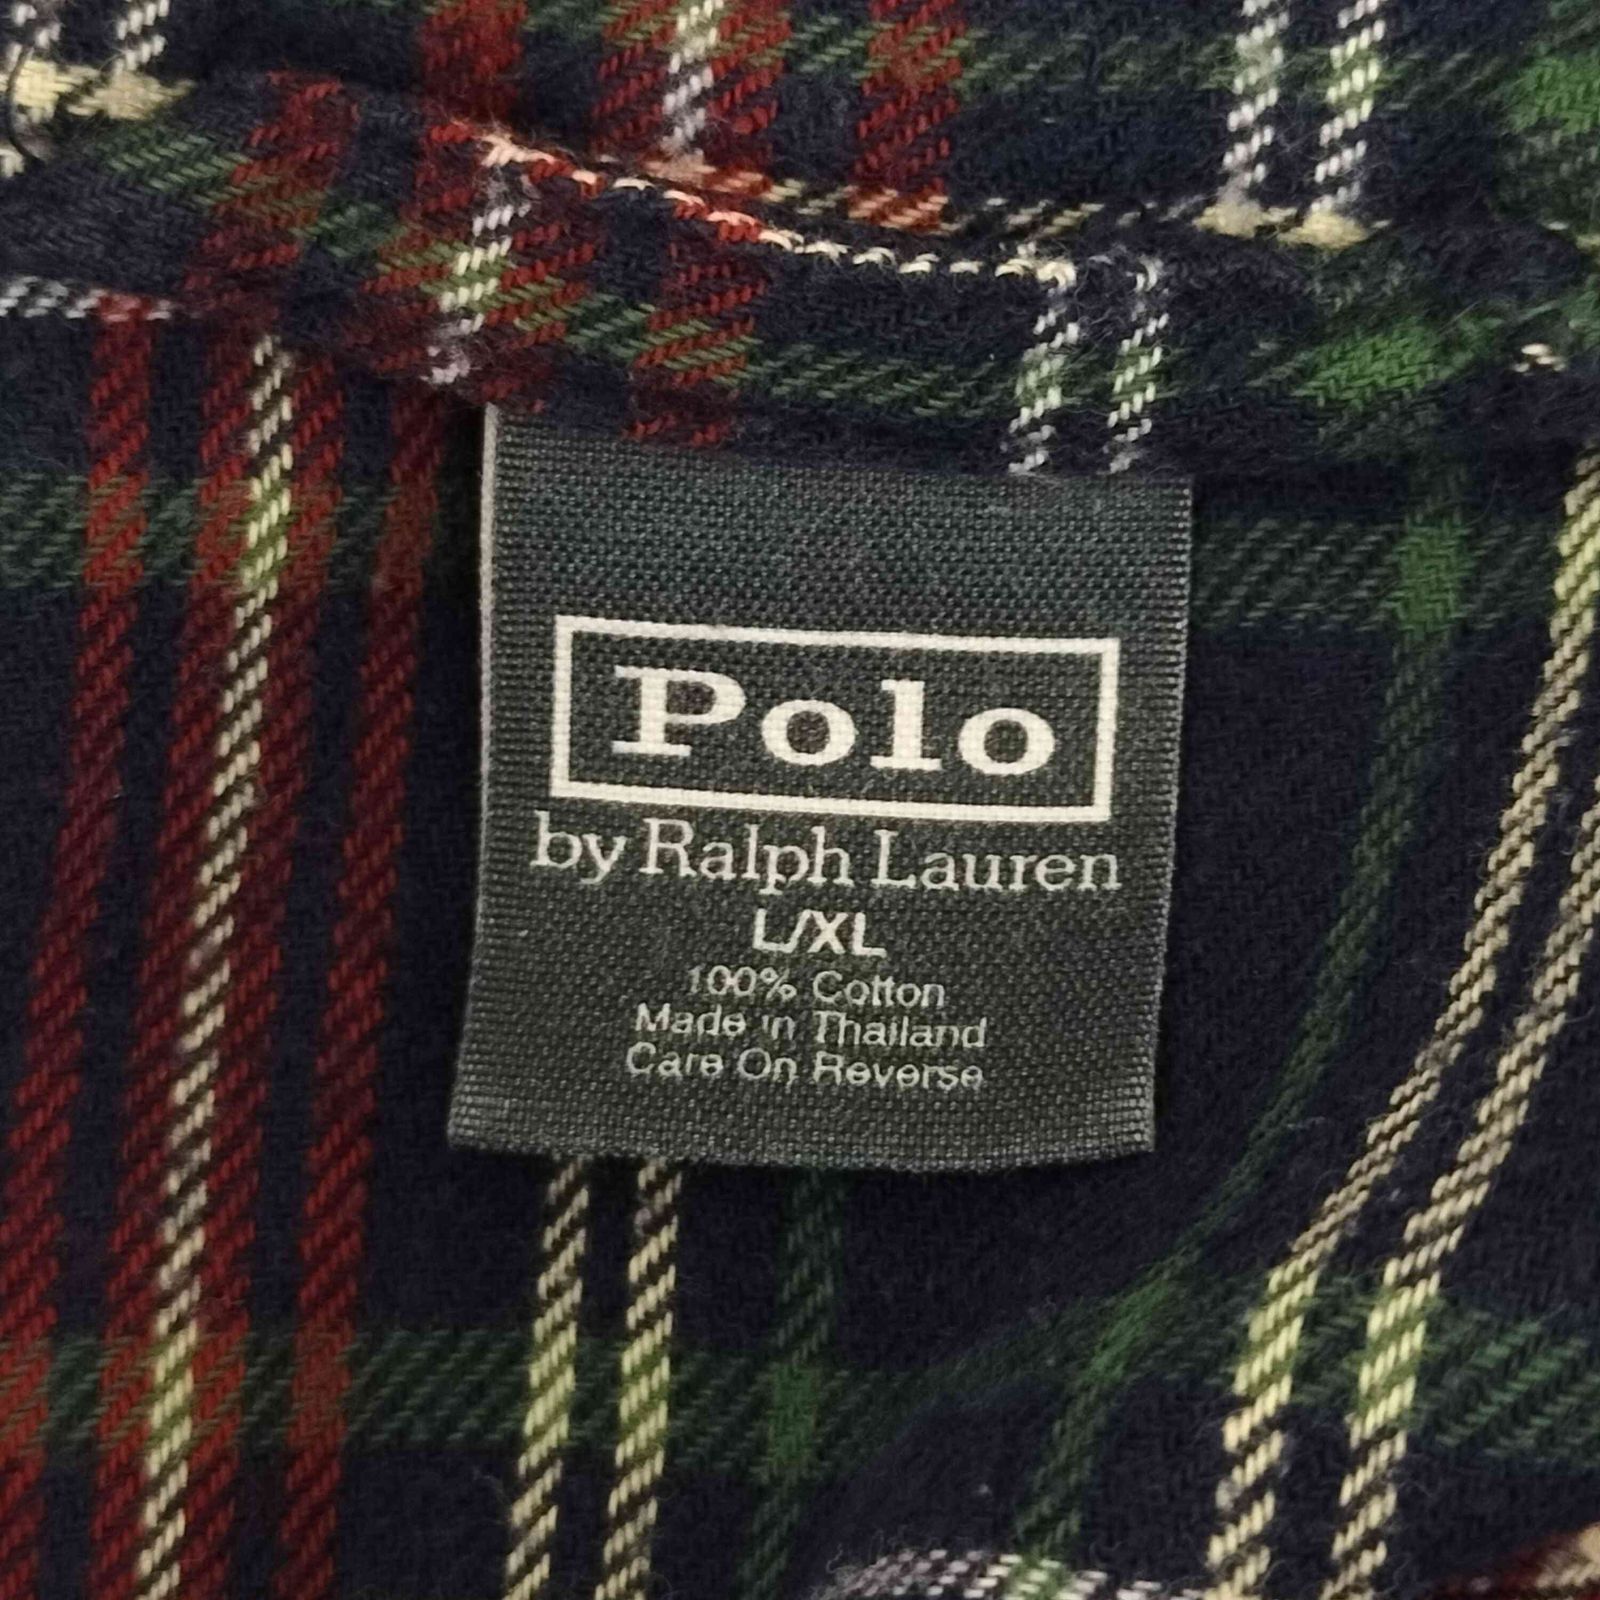 Polo
by Ralph Lauren
L/XL
100% Cotton
Made in Thailand
Care On Reverse